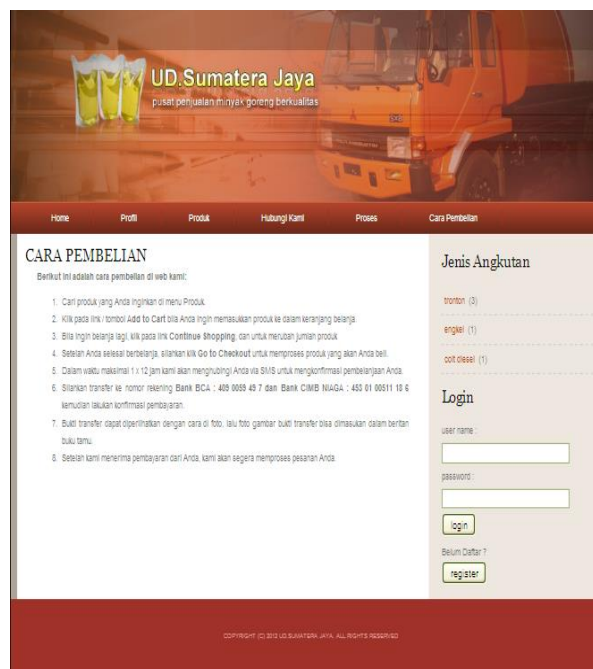 UD.Sumatera Jaya
pusat penjualan minyak goreng berkualitas
Home Profil Produk Hubungi Kami Proses Cara Pembelian
CARA PEMBELIAN
Berikut ini adalah cara pembelian di web kami:
1. Cari produk yang Anda inginkan di menu Produk.
2. Klik pada link / tombol Add to Cart bila Anda ingin memasukkan produk ke dalam keranjang belanja.
3. Bila ingin belanja lagi, klik pada link Continue Shopping, dan untuk merubah jumlah produk
4. Setelah Anda selesai berbelanja, silahkan klik Go to Checkout untuk memproses produk yang akan Anda beli.
5. Dalam waktu maksimal 1 x 12 jam kami akan menghubingi Anda via SMS untuk mengkonfirmasi pembelanjaan Anda.
6. Silahkan transfer ke nomor rekening Bank BCA : 409 0059 49 7 dan Bank CIMB NIAGA : 453 01 00511 18 6
kemudian lakukan konfirmasi pembayaran.
7. Bukti transfer dapat diperlihatkan dengan cara di foto, lalu foto gambar bukti transfer bisa dimasukan dalam beritan
buku tamu.
8. Setelah kami menerima pembayaran dari Anda, kami akan segera memproses pesanan Anda
Jenis Angkutan
tronton (3)
engkel (1)
colt diesel (1)
Login
user name :
password :
login
Belum Daftar ?
register
COPYRIGHT (C) 2012 UD.SUMATERA JAYA. ALL RIGHTS RESERVED